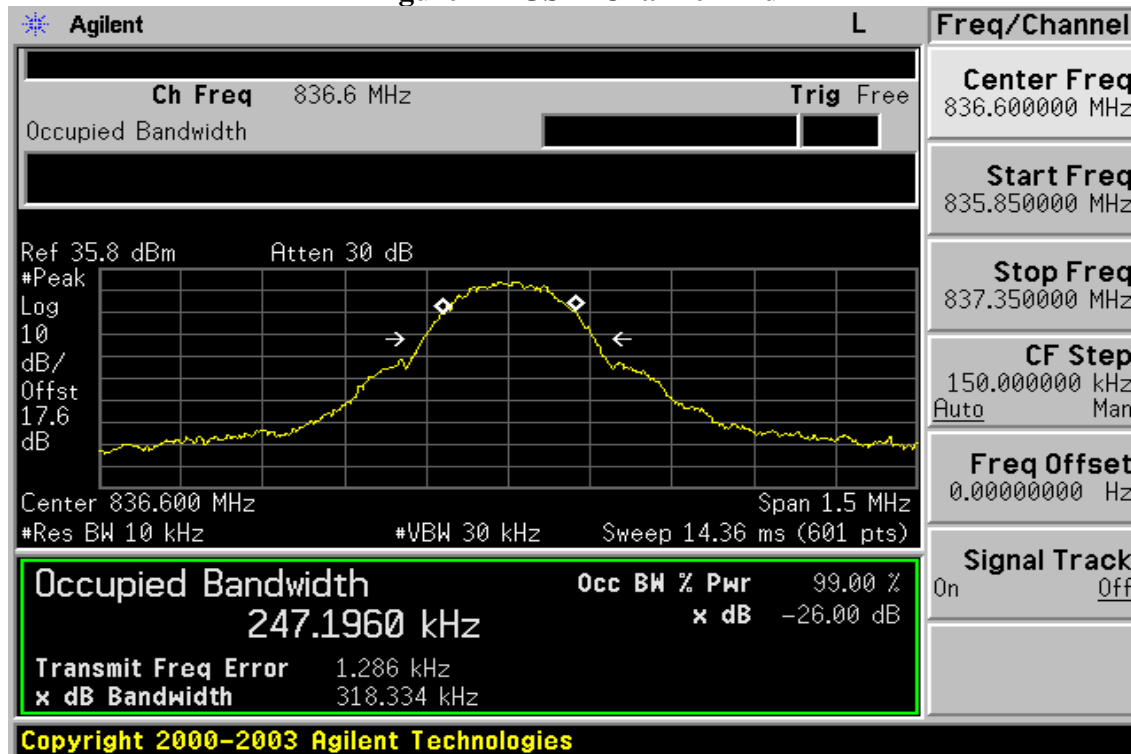 Agilent L
Freq/Channel
Ch Freq 836.6 MHz Trig Free
Occupied Bandwidth
Ref 35.8 dBm Atten 30 dB
#Peak
Log
10
dB/
Offst
17.6
dB
Center 836.600 MHz Span 1.5 MHz
#Res BW 10 kHz #VBW 30 kHz Sweep 14.36 ms (601 pts)
Occupied Bandwidth
247.1960 kHz
Occ BW % Pwr 99.00 %
x dB -26.00 dB
Transmit Freq Error 1.286 kHz
x dB Bandwidth 318.334 kHz
Copyright 2000-2003 Agilent Technologies
Center Freq
836.600000 MHz
Start Freq
835.850000 MHz
Stop Freq
837.350000 MHz
CF Step
150.000000 kHz
Auto Man
Freq Offset
0.00000000 Hz
Signal Track
On Off